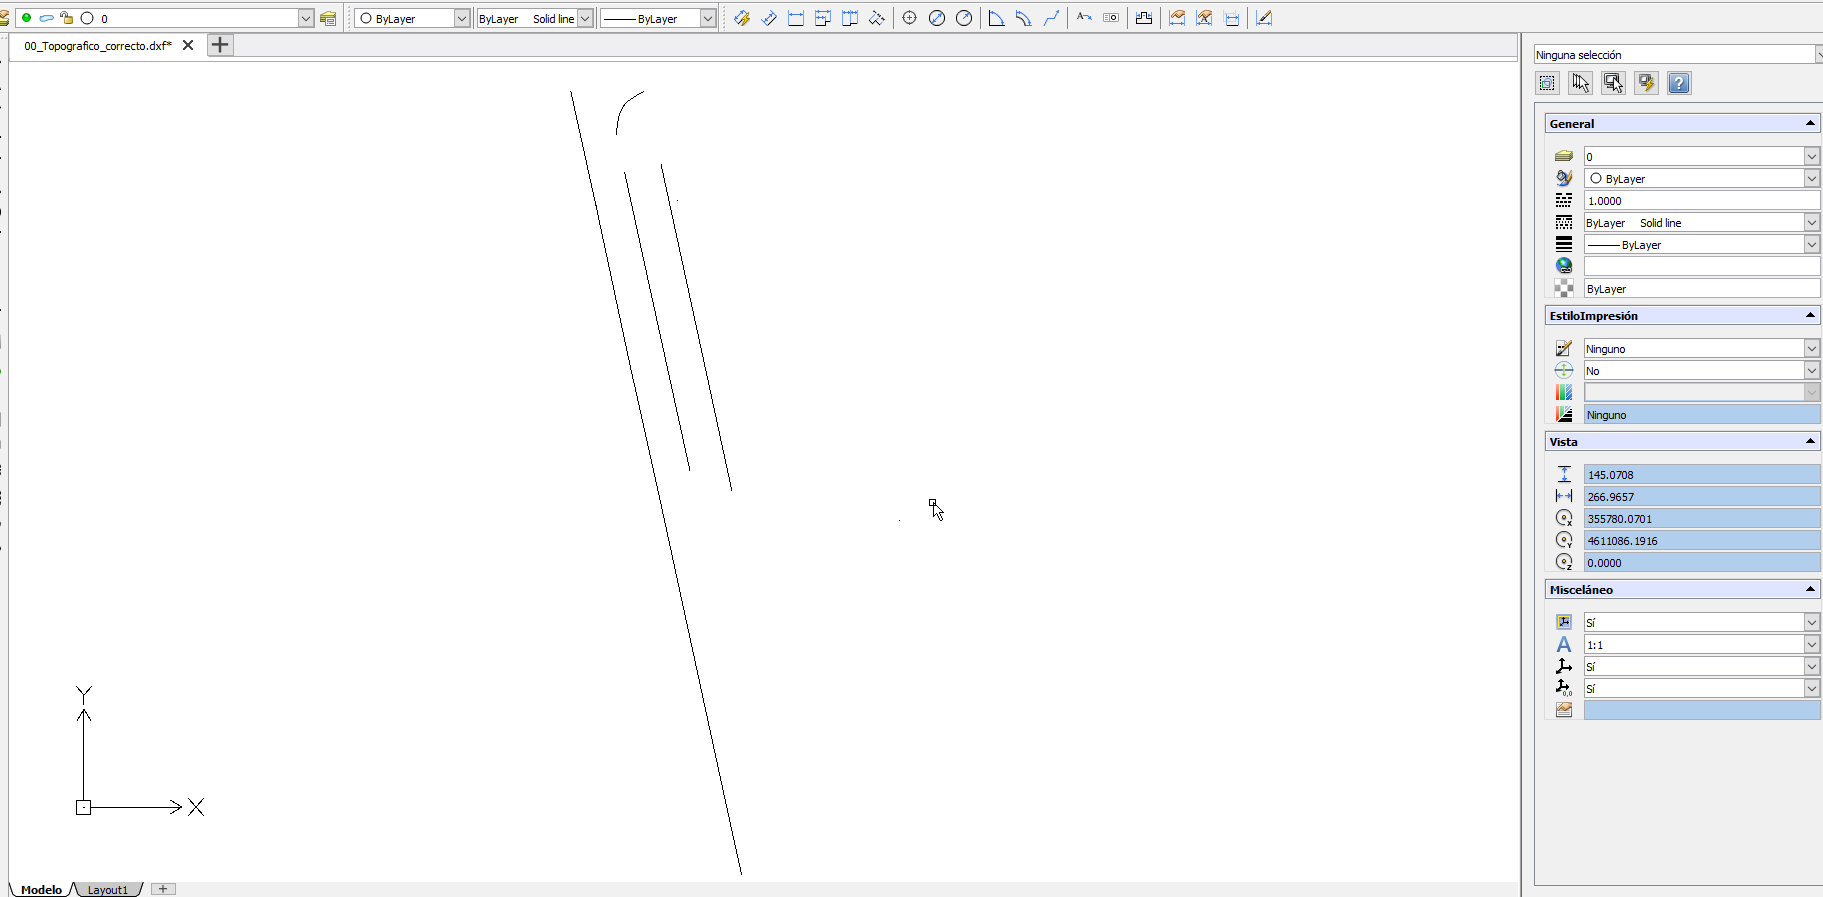 0
ByLayer
ByLayer Solid line
ByLayer
00_Topografico_correcto.dxf*
Ninguna selección
General
0
ByLayer
1.0000
ByLayer Solid line
ByLayer
ByLayer
EstiloImpresión
Ninguno
No
Ninguno
Vista
145.0708
266.9657
355780.0701
4611086.1916
0.0000
Misceláneo
Sí
1:1
Sí
Sí
Y
X
Modelo
Layout1